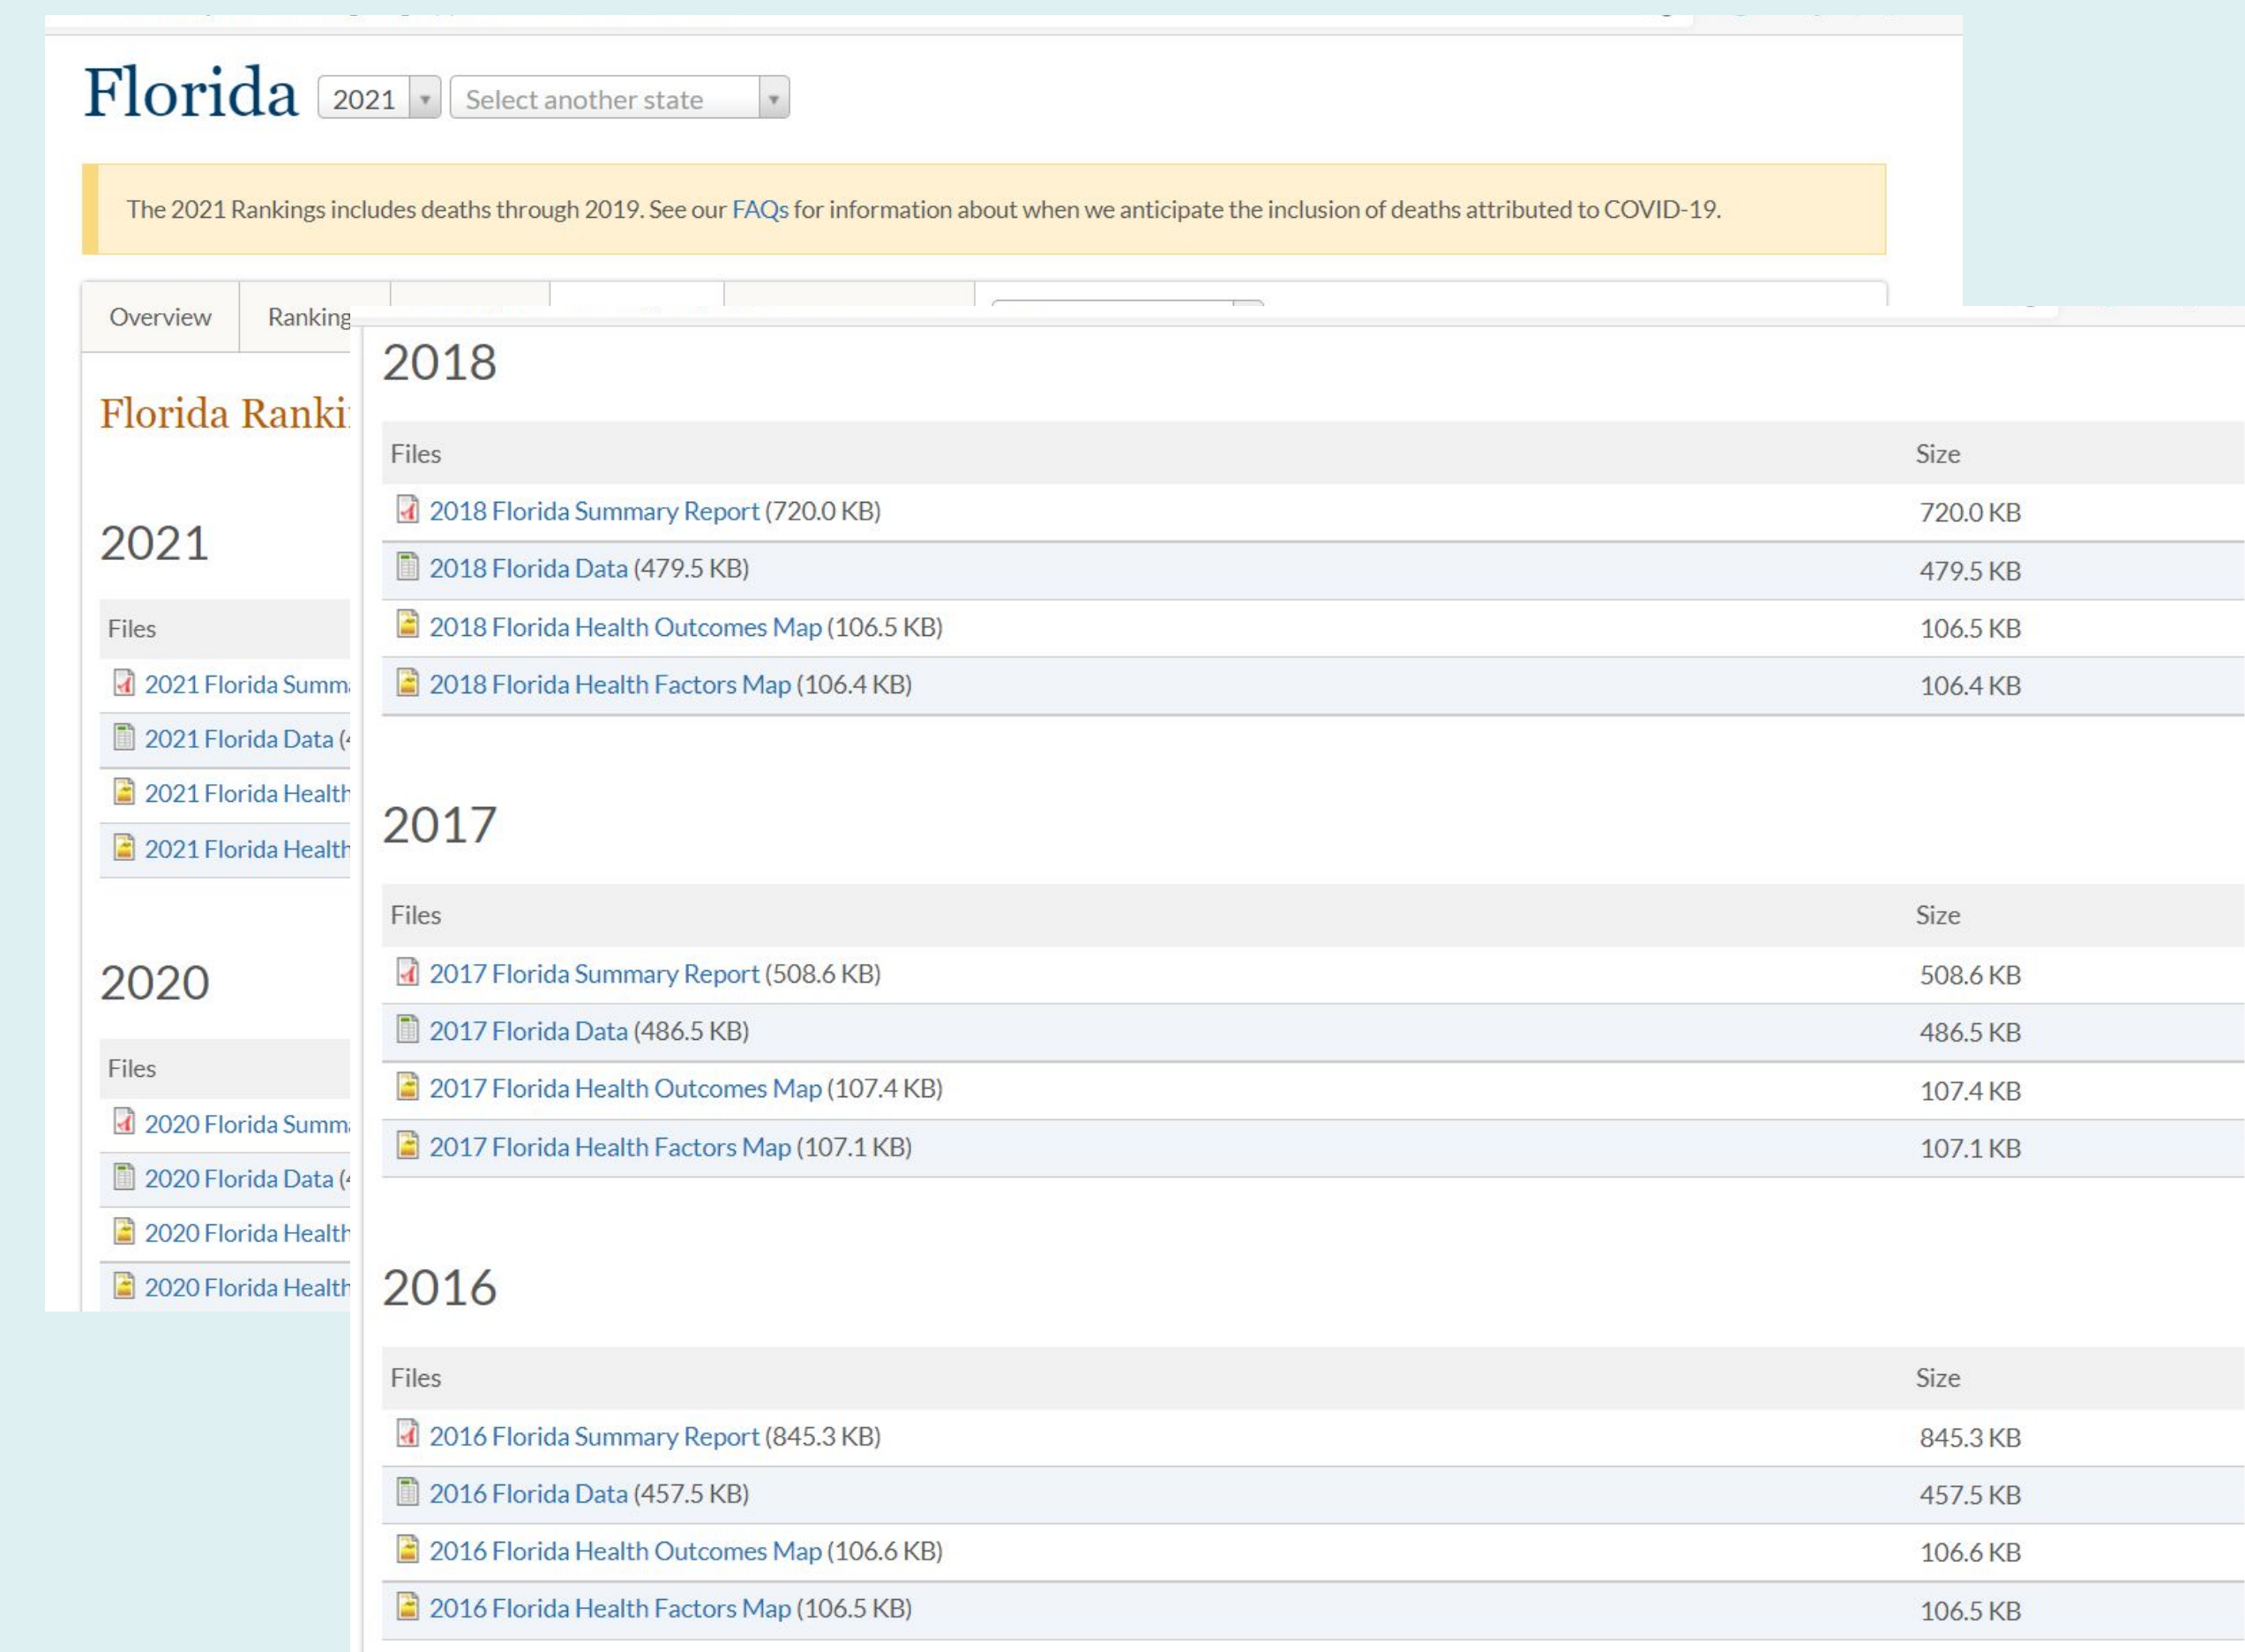 Florida 2021 Select another state
The 2021 Rankings includes deaths through 2019. See our FAQs for information about when we anticipate the inclusion of deaths attributed to COVID-19.
Overview Ranking
Florida Ranki
2021
Files
2021 Florida Summ
2021 Florida Data (
2021 Florida Health
2021 Florida Health
2020
Files
2020 Florida Summ
2020 Florida Data (
2020 Florida Health
2020 Florida Health
2018
Files Size
2018 Florida Summary Report (720.0 KB) 720.0 KB
2018 Florida Data (479.5 KB) 479.5 KB
2018 Florida Health Outcomes Map (106.5 KB) 106.5 KB
2018 Florida Health Factors Map (106.4 KB) 106.4 KB
2017
Files Size
2017 Florida Summary Report (508.6 KB) 508.6 KB
2017 Florida Data (486.5 KB) 486.5 KB
2017 Florida Health Outcomes Map (107.4 KB) 107.4 KB
2017 Florida Health Factors Map (107.1 KB) 107.1 KB
2016
Files Size
2016 Florida Summary Report (845.3 KB) 845.3 KB
2016 Florida Data (457.5 KB) 457.5 KB
2016 Florida Health Outcomes Map (106.6 KB) 106.6 KB
2016 Florida Health Factors Map (106.5 KB) 106.5 KB